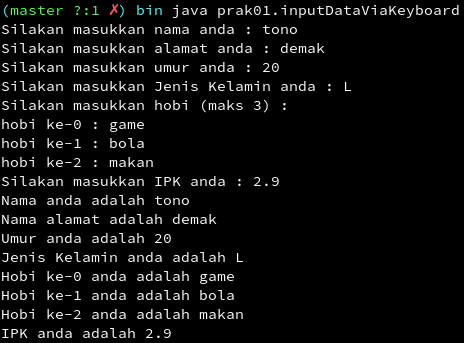 (master ?:1 ✗) bin java prak01.inputDataViaKeyboard
Silakan masukkan nama anda : tono
Silakan masukkan alamat anda : demak
Silakan masukkan umur anda : 20
Silakan masukkan Jenis Kelamin anda : L
Silakan masukkan hobi (maks 3) :
hobi ke-0 : game
hobi ke-1 : bola
hobi ke-2 : makan
Silakan masukkan IPK anda : 2.9
Nama anda adalah tono
Nama alamat adalah demak
Umur anda adalah 20
Jenis Kelamin anda adalah L
Hobi ke-0 anda adalah game
Hobi ke-1 anda adalah bola
Hobi ke-2 anda adalah makan
IPK anda adalah 2.9